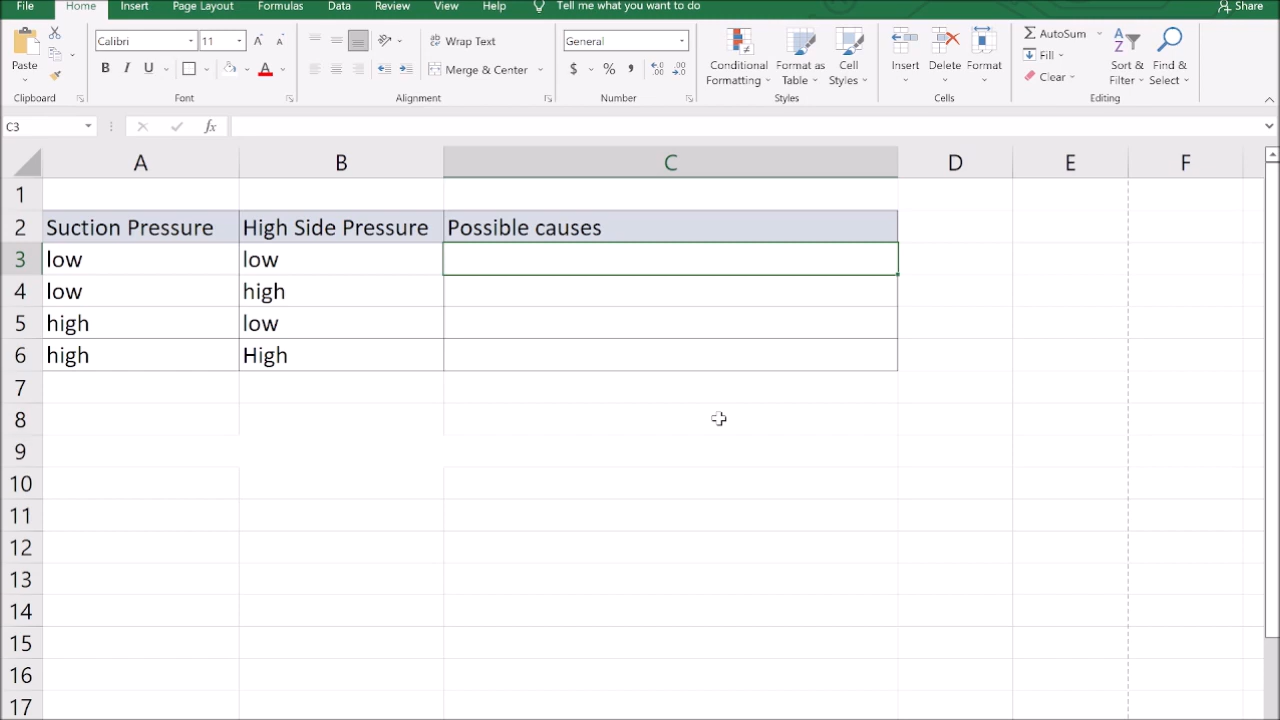 File Home Insert Page Layout Formulas Data Review View Help Tell me what you want to do Share
Calibri 11 A A ab Wrap Text General AutoSum
Paste B I U A Merge & Center $ % , Conditional Formatting Format as Table Cell Styles Insert Delete Format Fill Clear Sort & Filter Find & Select
Clipboard Font Alignment Number Styles Cells Editing
C3 fx
A B C D E F
1
2 Suction Pressure High Side Pressure Possible causes
3 low low
4 low high
5 high low
6 high High
7
8
9
10
11
12
13
14
15
16
17